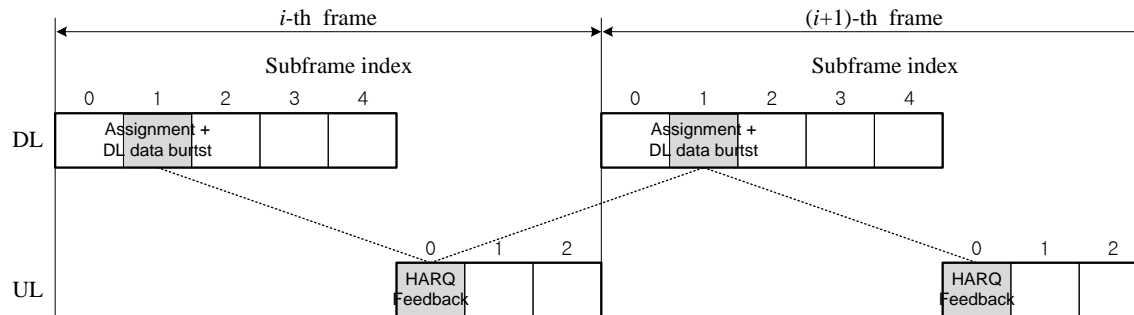 i-th frame
(i+1)-th frame
Subframe index
Subframe index
0 1 2 3 4
0 1 2 3 4
DL
Assignment +
DL data burtst
Assignment +
DL data burtst
0 1 2
0 1 2
UL
HARQ
Feedback
HARQ
Feedback